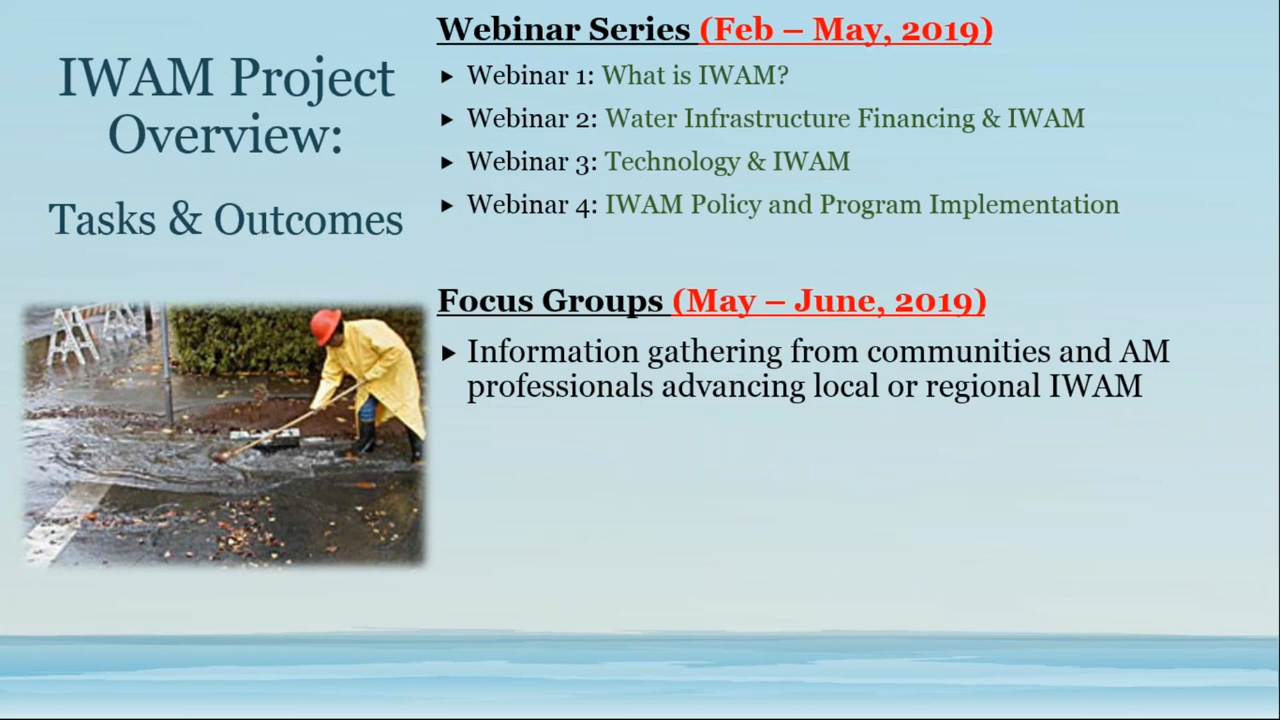 IWAM Project
Overview:
Tasks & Outcomes
Webinar Series (Feb – May, 2019)
Webinar 1: What is IWAM?
Webinar 2: Water Infrastructure Financing & IWAM
Webinar 3: Technology & IWAM
Webinar 4: IWAM Policy and Program Implementation
Focus Groups (May – June, 2019)
Information gathering from communities and AM
professionals advancing local or regional IWAM